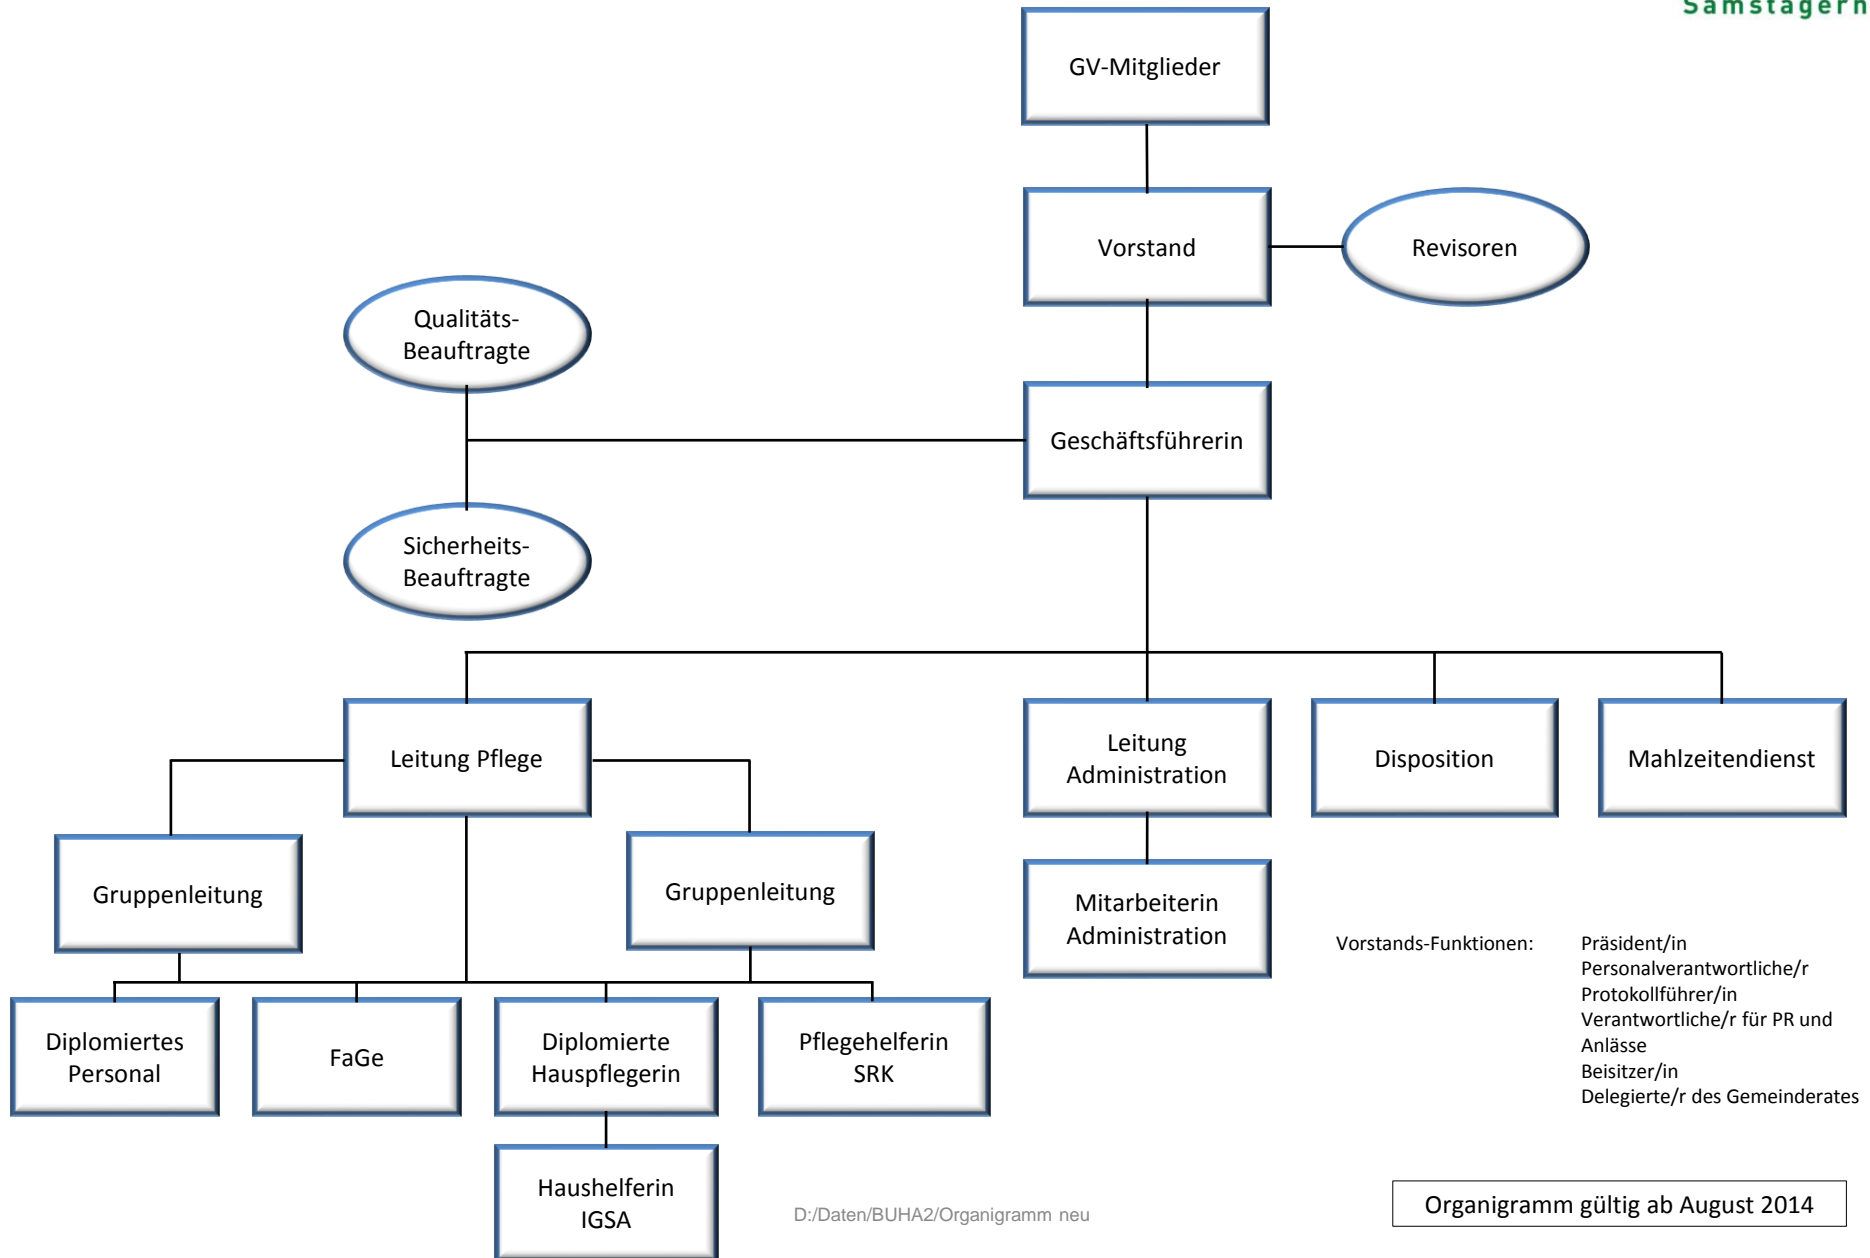 Samstagern
GV-Mitglieder
Vorstand
Revisoren
Qualitäts-
Beauftragte
Geschäftsführerin
Sicherheits-
Beauftragte
Leitung Pflege
Leitung
Administration
Disposition
Mahlzeitendienst
Gruppenleitung
Gruppenleitung
Mitarbeiterin
Administration
Vorstands-Funktionen: Präsident/in
Personalverantwortliche/r
Protokollführer/in
Verantwortliche/r für PR und
Anlässe
Beisitzer/in
Delegierte/r des Gemeinderates
Diplomiertes
Personal
FaGe
Diplomierte
Hauspflegerin
Pflegehelferin
SRK
Haushelferin
IGSA
D:/Daten/BUHA2/Organigramm neu
Organigramm gültig ab August 2014